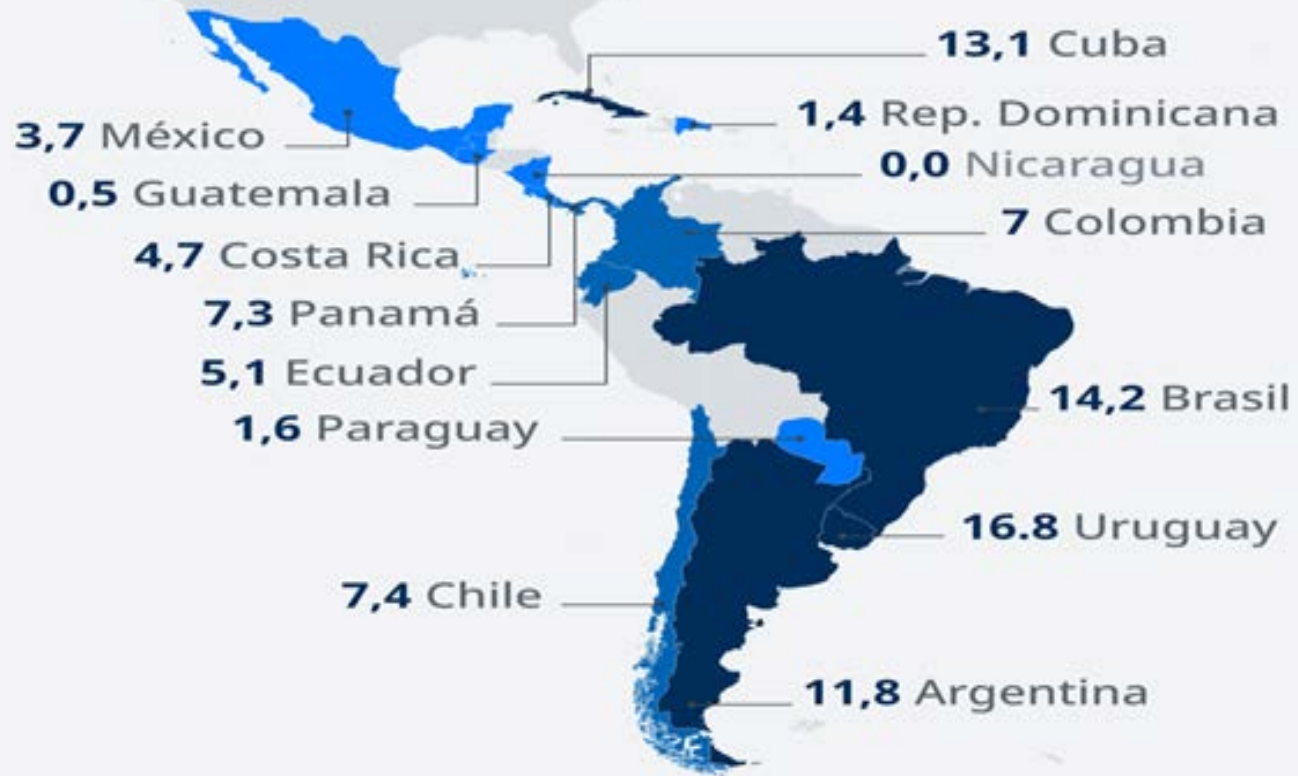 13,1 Cuba
1,4 Rep. Dominicana
3,7 México
0,0 Nicaragua
0,5 Guatemala
7 Colombia
4,7 Costa Rica
7,3 Panamá
5,1 Ecuador
14,2 Brasil
1,6 Paraguay
16.8 Uruguay
7,4 Chile
11,8 Argentina